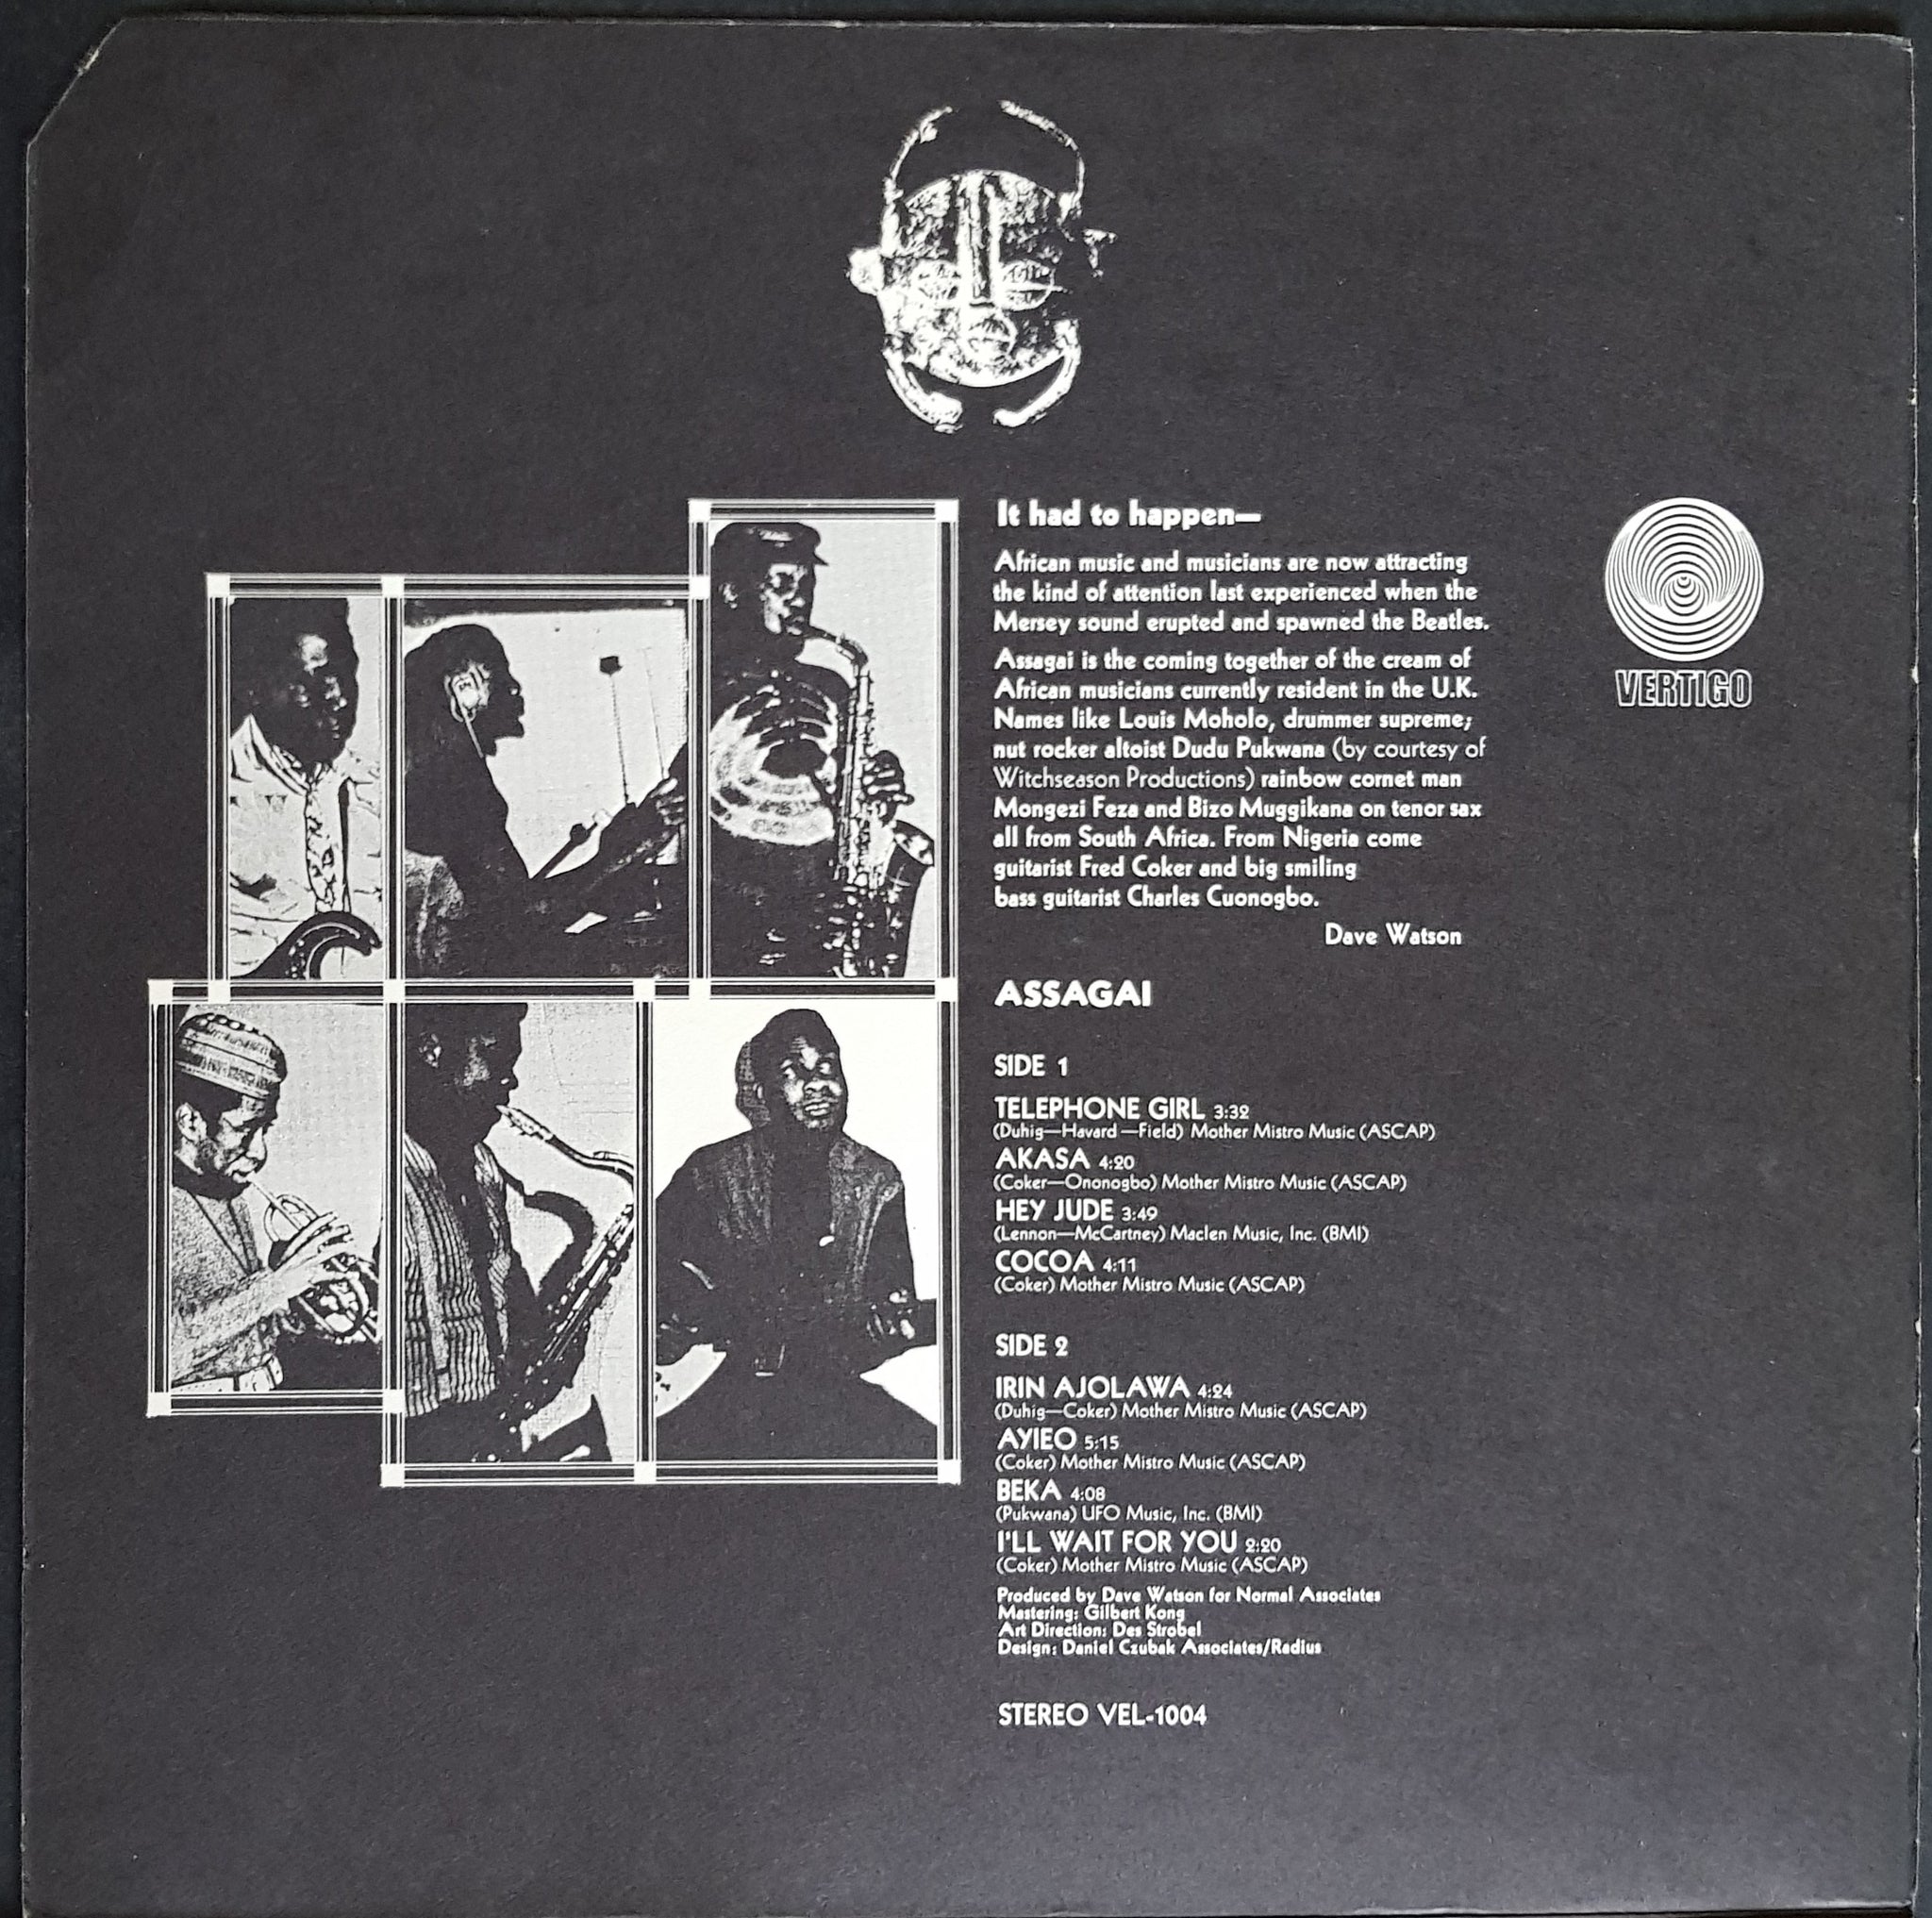 It had to happen—
African music and musicians are now attracting
the kind of attention last experienced when the
Mersey sound erupted and spawned the Beatles.
Assagai is the coming together of the cream of
African musicians currently resident in the U.K.
Names like Louis Moholo, drummer supreme;
nut rocker altoist Dudu Pukwana (by courtesy of
Witchseason Productions) rainbow cornet man
Mongezi Feza and Bizo Muggikana on tenor sax
all from South Africa. From Nigeria come
guitarist Fred Coker and big smiling
bass guitarist Charles Cuonogbo.
Dave Watson
VERTIGO
ASSAGAI
SIDE 1
TELEPHONE GIRL 3:32
(Duhig—Havard—Field) Mother Mistro Music (ASCAP)
AKASA 4:20
(Coker—Ononogbo) Mother Mistro Music (ASCAP)
HEY JUDE 3:49
(Lennon—McCartney) Maclen Music, Inc. (BMI)
COCOA 4:11
(Coker) Mother Mistro Music (ASCAP)
SIDE 2
IRIN AJOLAWA 4:24
(Duhig—Coker) Mother Mistro Music (ASCAP)
AYIEO 5:15
(Coker) Mother Mistro Music (ASCAP)
BEKA 4:08
(Pukwana) UFO Music, Inc. (BMI)
I'LL WAIT FOR YOU 2:20
(Coker) Mother Mistro Music (ASCAP)
Produced by Dave Watson for Normal Associates
Mastering: Gilbert Kong
Art Direction: Des Strobel
Design: Daniel Czubak Associates/Radius
STEREO VEL-1004